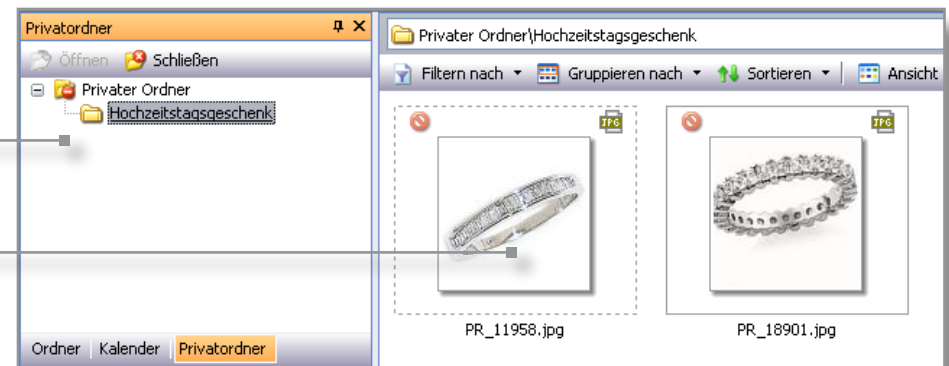 Privatordner
Öffnen Schließen
Privater Ordner
Hochzeitstagsgeschenk
Ordner Kalender Privatordner
Privater Ordner\Hochzeitstagsgeschenk
Filtern nach Gruppieren nach Sortieren Ansicht
JPG JPG
PR_11958.jpg PR_18901.jpg